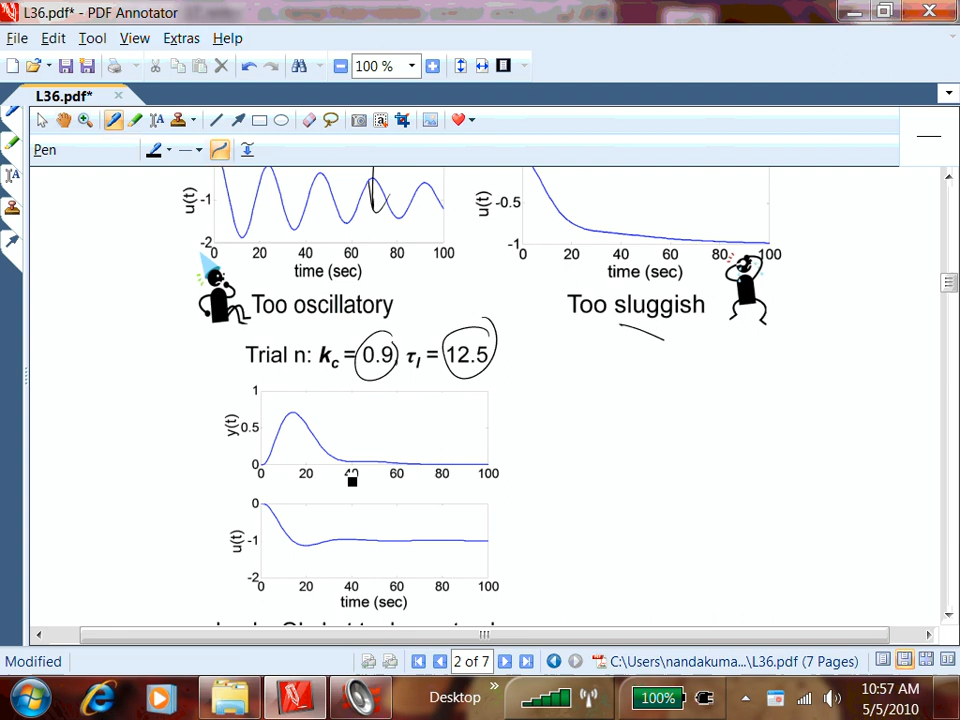 L36.pdf* - PDF Annotator
File Edit Tool View Extras Help
100 %
L36.pdf*
Pen
u(t)
-1
-2
0 20 40 60 80 100
time (sec)
u(t)
-0.5
-1
0 20 40 60 80 100
time (sec)
Too oscillatory
Too sluggish
Trial n: kc = 0.9, τI = 12.5
1
y(t)
0.5
0
0 20 40 60 80 100
0
u(t)
-1
-2
0 20 40 60 80 100
time (sec)
Modified
2 of 7
C:\Users\nandakuma...\L36.pdf (7 Pages)
Desktop
»
100%
10:57 AM
5/5/2010